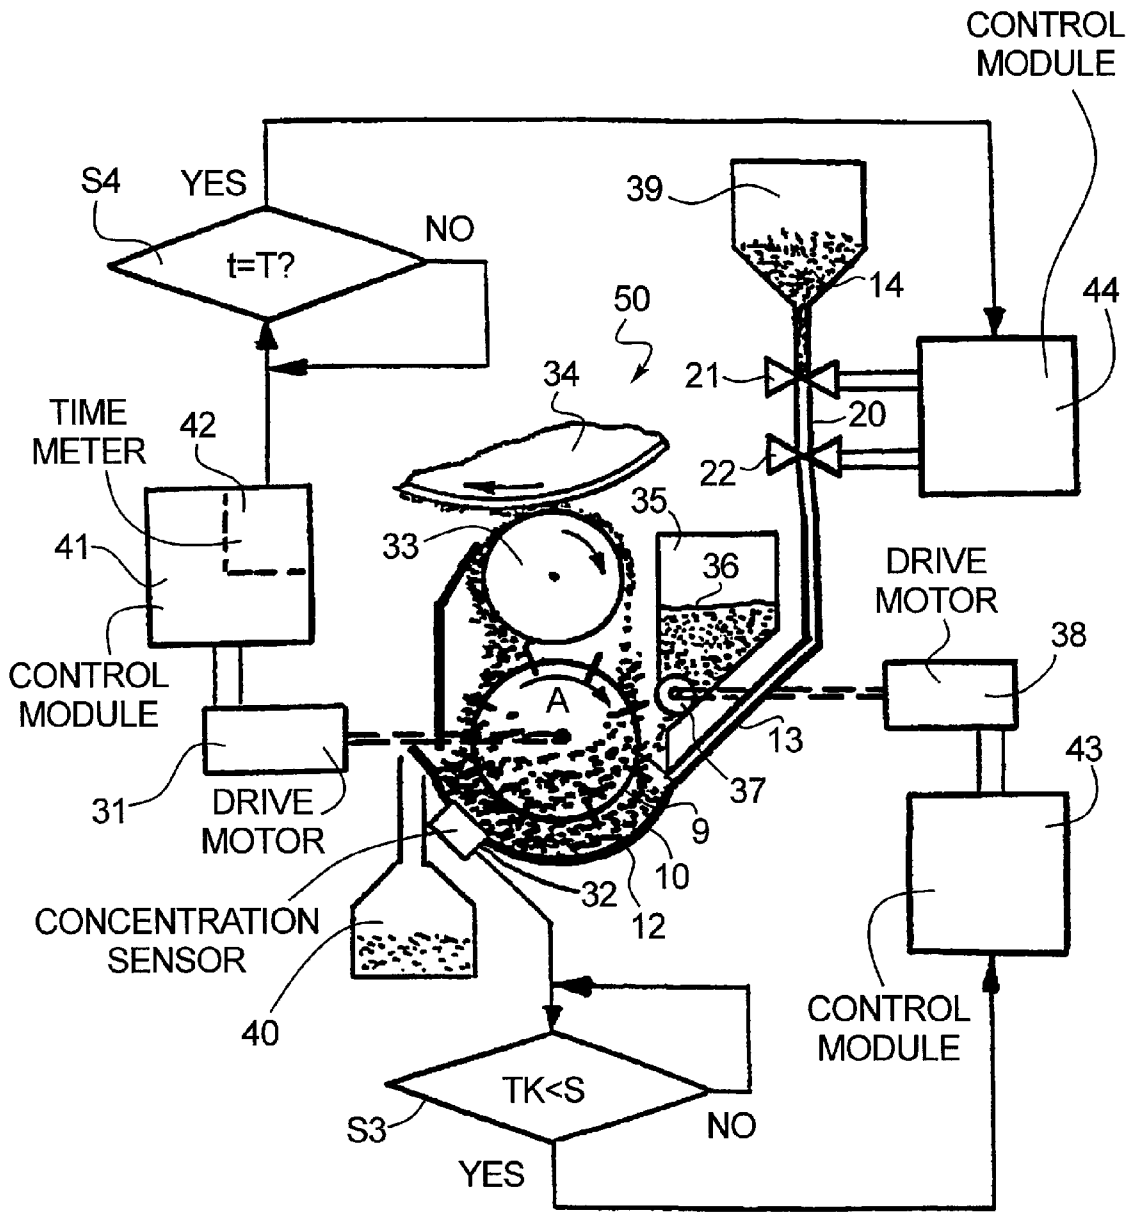 CONTROL
MODULE
S4
YES
NO
t=T?
39
14
44
50
34
21
20
22
TIME
METER
42
35
33
36
41
DRIVE
MOTOR
CONTROL
MODULE
A
38
13
31
DRIVE
MOTOR
37
43
9
10
32
12
CONCENTRATION
SENSOR
40
CONTROL
MODULE
TK<S
S3
NO
YES